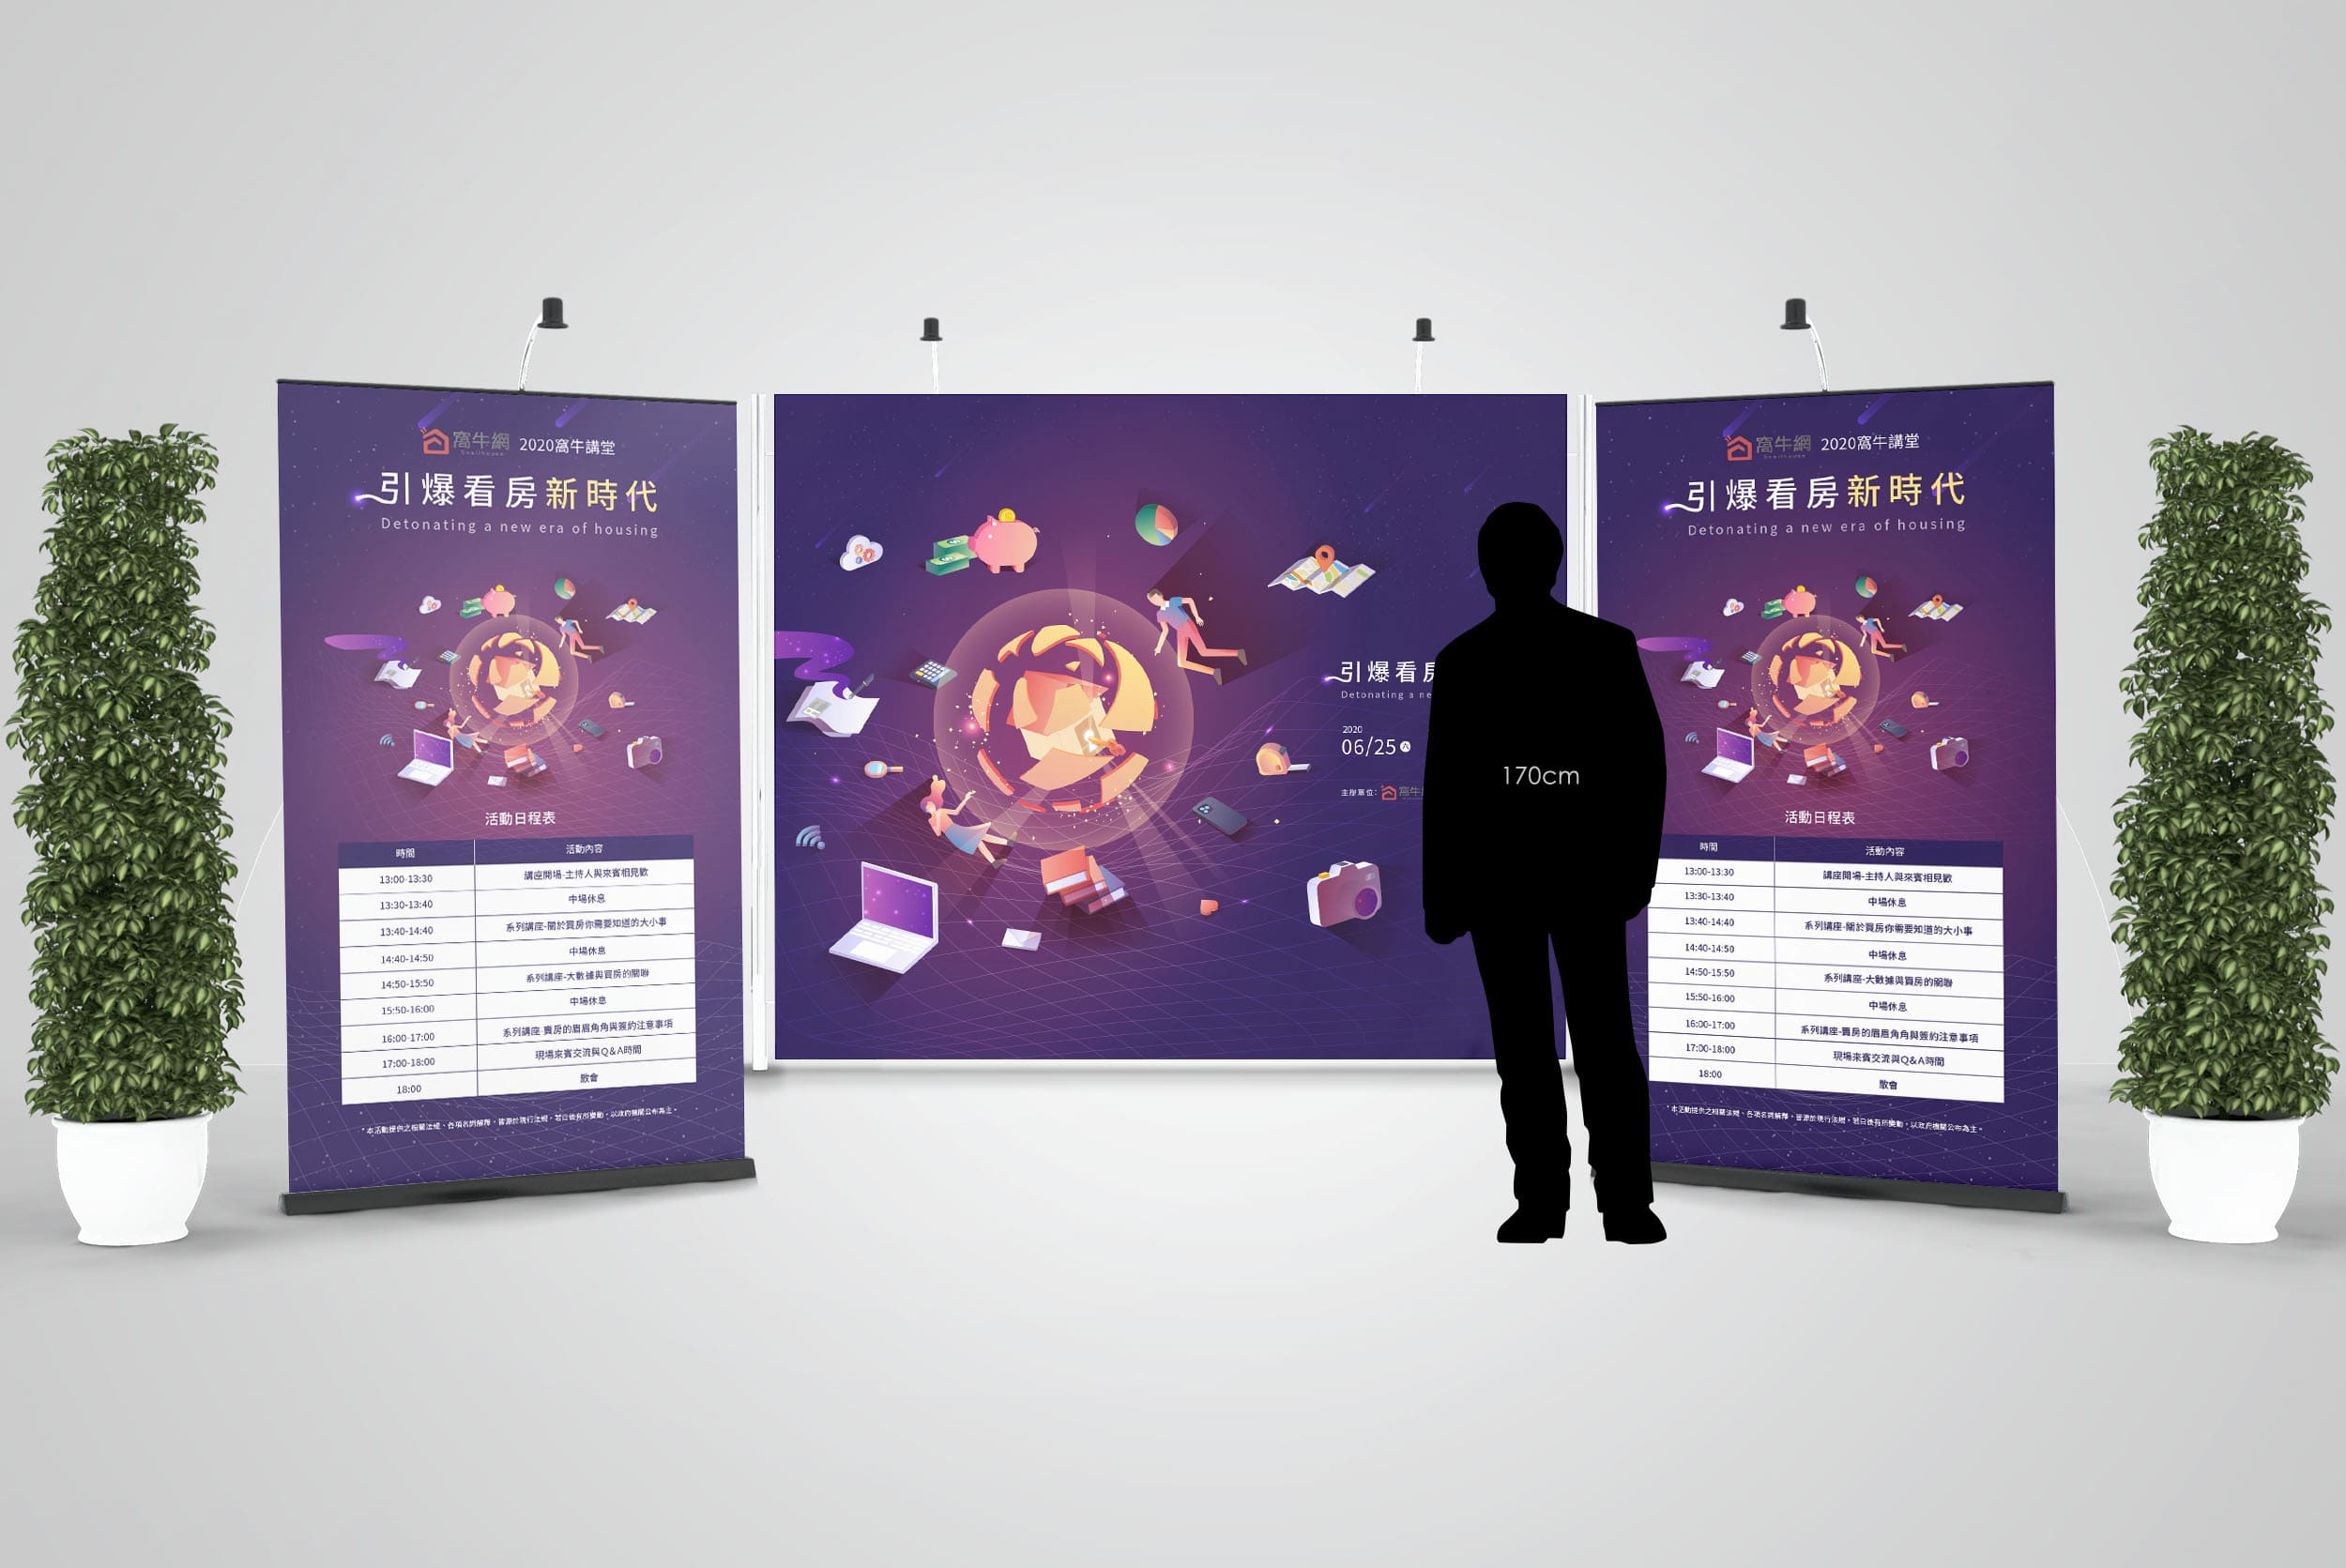 窩牛網 2020窩牛講堂
Snailhouse
引爆看房新時代
Detonating a new era of housing
活動日程表
時間 活動內容
13:00-13:30 講座開場-主持人與來賓相見歡
13:30-13:40 中場休息
13:40-14:40 系列講座-關於買房你需要知道的大小事
14:40-14:50 中場休息
14:50-15:50 系列講座-大數據與買房的關聯
15:50-16:00 中場休息
16:00-17:00 系列講座-賣房的眉眉角角與簽約注意事項
17:00-18:00 現場來賓交流與Q&A時間
18:00 散會
*本活動提供之相關法規、各項名詞解釋，皆源於現行法規，若日後有所變動，以政府機關公布為主。
引爆看房
Detonating a ne
2020
06/25 六
主辦單位: 窩牛
170cm
窩牛網 2020窩牛講堂
Snailhouse
引爆看房新時代
Detonating a new era of housing
活動日程表
時間 活動內容
13:00-13:30 講座開場-主持人與來賓相見歡
13:30-13:40 中場休息
13:40-14:40 系列講座-關於買房你需要知道的大小事
14:40-14:50 中場休息
14:50-15:50 系列講座-大數據與買房的關聯
15:50-16:00 中場休息
16:00-17:00 系列講座-賣房的眉眉角角與簽約注意事項
17:00-18:00 現場來賓交流與Q&A時間
18:00 散會
*本活動提供之相關法規、各項名詞解釋，皆源於現行法規，若日後有所變動，以政府機關公布為主。